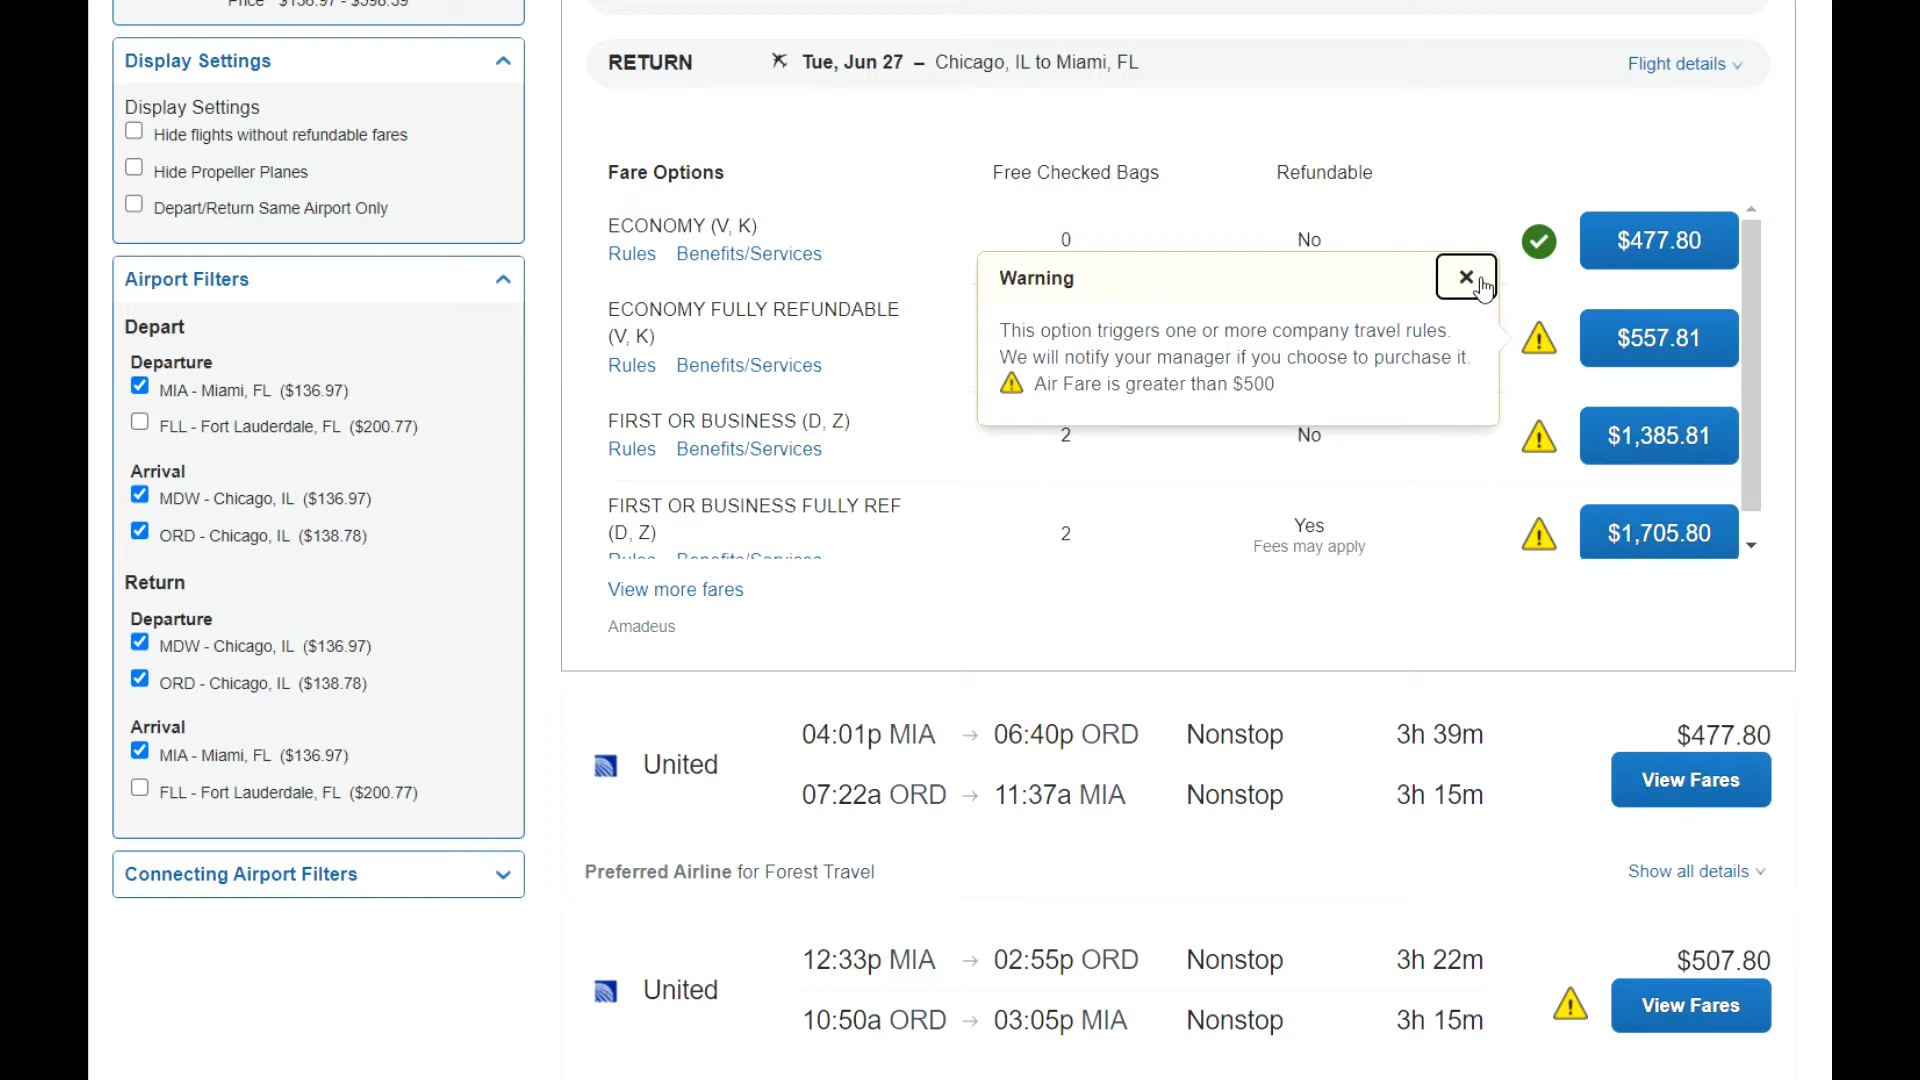 Price $136.97 - $598.39
Display Settings
Display Settings
Hide flights without refundable fares
Hide Propeller Planes
Depart/Return Same Airport Only
Airport Filters
Depart
Departure
MIA - Miami, FL ($136.97)
FLL - Fort Lauderdale, FL ($200.77)
Arrival
MDW - Chicago, IL ($136.97)
ORD - Chicago, IL ($138.78)
Return
Departure
MDW - Chicago, IL ($136.97)
ORD - Chicago, IL ($138.78)
Arrival
MIA - Miami, FL ($136.97)
FLL - Fort Lauderdale, FL ($200.77)
Connecting Airport Filters
RETURN Tue, Jun 27 – Chicago, IL to Miami, FL Flight details
Fare Options Free Checked Bags Refundable
ECONOMY (V, K)
Rules Benefits/Services
0 No $477.80
ECONOMY FULLY REFUNDABLE
(V, K)
Rules Benefits/Services
$557.81
Warning
This option triggers one or more company travel rules.
We will notify your manager if you choose to purchase it.
Air Fare is greater than $500
FIRST OR BUSINESS (D, Z)
Rules Benefits/Services
2 No $1,385.81
FIRST OR BUSINESS FULLY REF
(D, Z)
Rules Benefits/Services
2 Yes
Fees may apply
$1,705.80
View more fares
Amadeus
United
04:01p MIA → 06:40p ORD Nonstop 3h 39m $477.80
07:22a ORD → 11:37a MIA Nonstop 3h 15m
View Fares
Preferred Airline for Forest Travel Show all details
United
12:33p MIA → 02:55p ORD Nonstop 3h 22m $507.80
10:50a ORD → 03:05p MIA Nonstop 3h 15m
View Fares